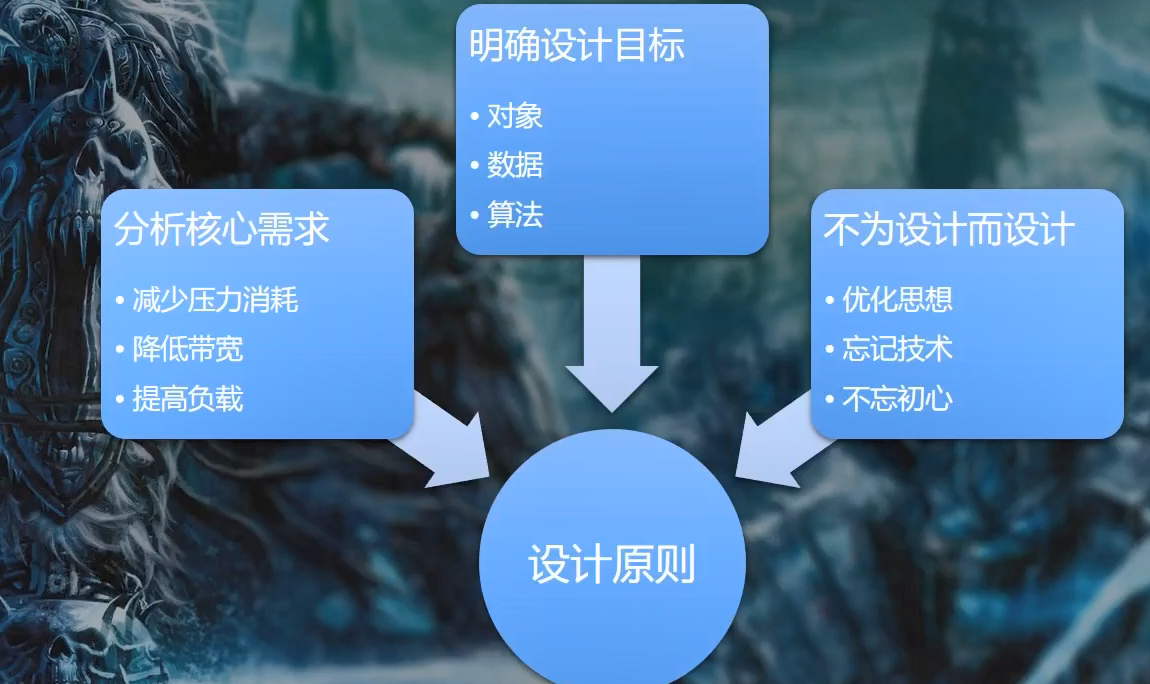 明确设计目标
• 对象
• 数据
• 算法
分析核心需求
• 减少压力消耗
• 降低带宽
• 提高负载
不为设计而设计
• 优化思想
• 忘记技术
• 不忘初心
设计原则